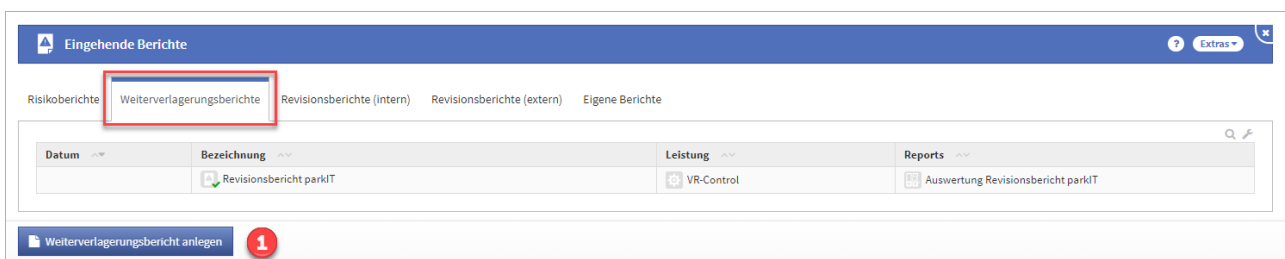 Eingehende Berichte
? Extras
Risikoberichte Weiterverlagerungsberichte Revisionsberichte (intern) Revisionsberichte (extern) Eigene Berichte
Datum Bezeichnung Leistung Reports
Revisionsbericht parkIT VR-Control Auswertung Revisionsbericht parkIT
Weiterverlagerungsbericht anlegen 1